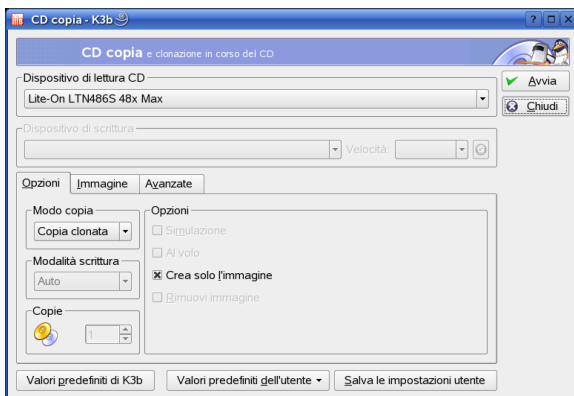 CD copia - K3b
CD copia e clonazione in corso del CD
Dispositivo di lettura CD
Lite-On LTN486S 48x Max
Avvia
Chiudi
Dispositivo di scrittura
Velocità:
Opzioni Immagine Avanzate
Modo copia
Copia clonata
Modalità scrittura
Auto
Copie
1
Opzioni
Simulazione
Al volo
Crea solo l'immagine
Rimuovi immagine
Valori predefiniti di K3b Valori predefiniti dell'utente Salva le impostazioni utente